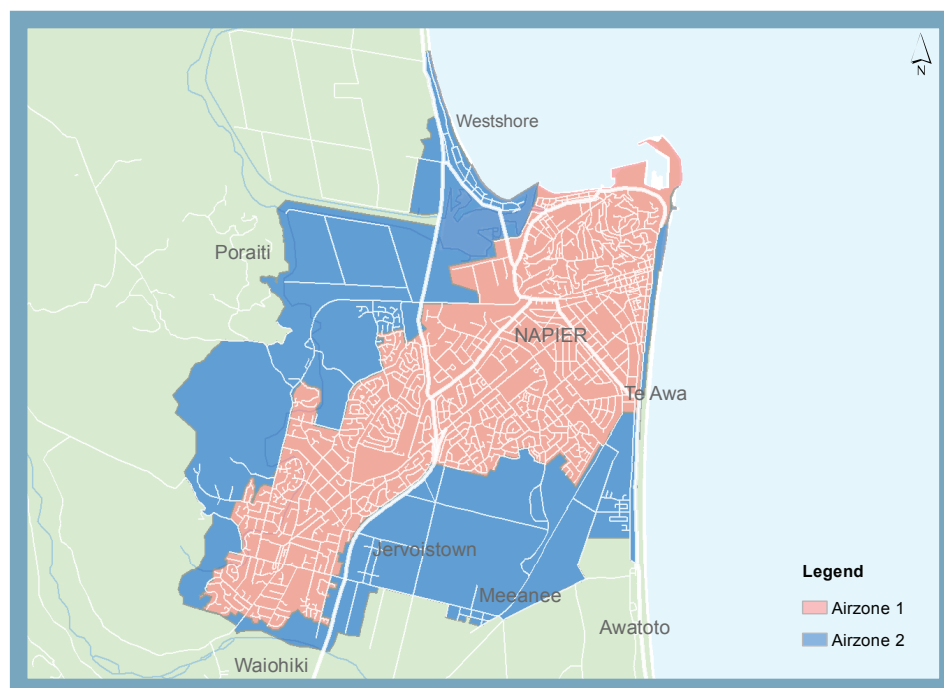 N
Westshore
Poraiti
NAPIER
Te Awa
Jervoistown
Meeanee
Awatoto
Waiohiki
Legend
Airzone 1
Airzone 2